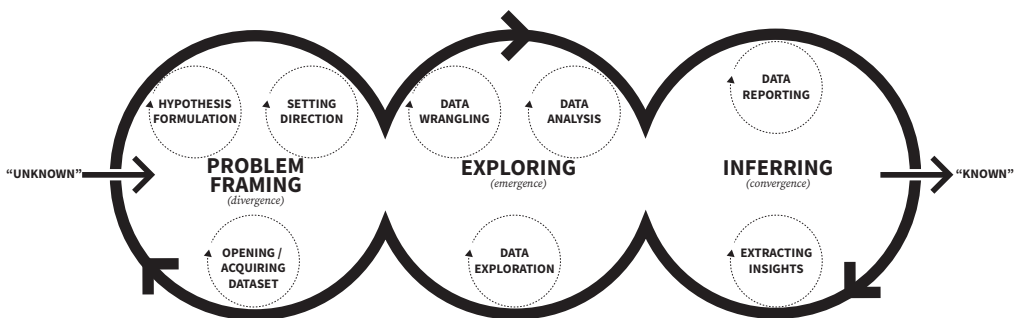 “UNKNOWN”
HYPOTHESIS
FORMULATION
SETTING
DIRECTION
PROBLEM
FRAMING
(divergence)
OPENING /
ACQUIRING
DATASET
DATA
WRANGLING
DATA
ANALYSIS
EXPLORING
(emergence)
DATA
EXPLORATION
DATA
REPORTING
INFERRING
(convergence)
EXTRACTING
INSIGHTS
“KNOWN”